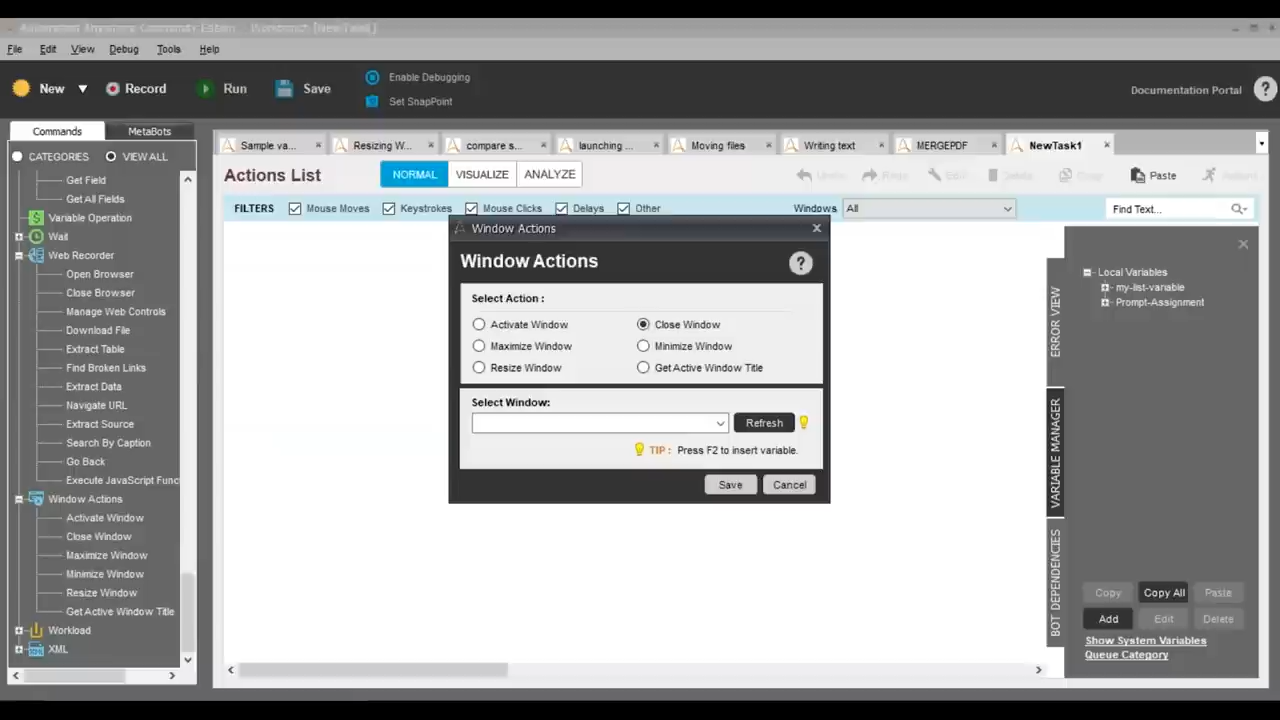 File Edit View Debug Tools Help
New Record Run Save Enable Debugging
Set SnapPoint
Documentation Portal ?
Commands MetaBots
CATEGORIES VIEW ALL
Get Field
Get All Fields
Variable Operation
Wait
Web Recorder
Open Browser
Close Browser
Manage Web Controls
Download File
Extract Table
Find Broken Links
Extract Data
Navigate URL
Extract Source
Search By Caption
Go Back
Execute JavaScript Func
Window Actions
Activate Window
Close Window
Maximize Window
Minimize Window
Resize Window
Get Active Window Title
Workload
XML
Sample va... Resizing W... compare s... launching ... Moving files Writing text MERGEPDF NewTask1
Actions List NORMAL VISUALIZE ANALYZE Paste
FILTERS Mouse Moves Keystrokes Mouse Clicks Delays Other Windows All Find Text...
Window Actions
Window Actions ?
Select Action :
Activate Window Close Window
Maximize Window Minimize Window
Resize Window Get Active Window Title
Select Window:
Refresh
TIP : Press F2 to insert variable.
Save Cancel
ERROR VIEW
VARIABLE MANAGER
BOT DEPENDENCIES
Local Variables
my-list-variable
Prompt-Assignment
Copy Copy All Paste
Add Edit Delete
Show System Variables
Queue Category